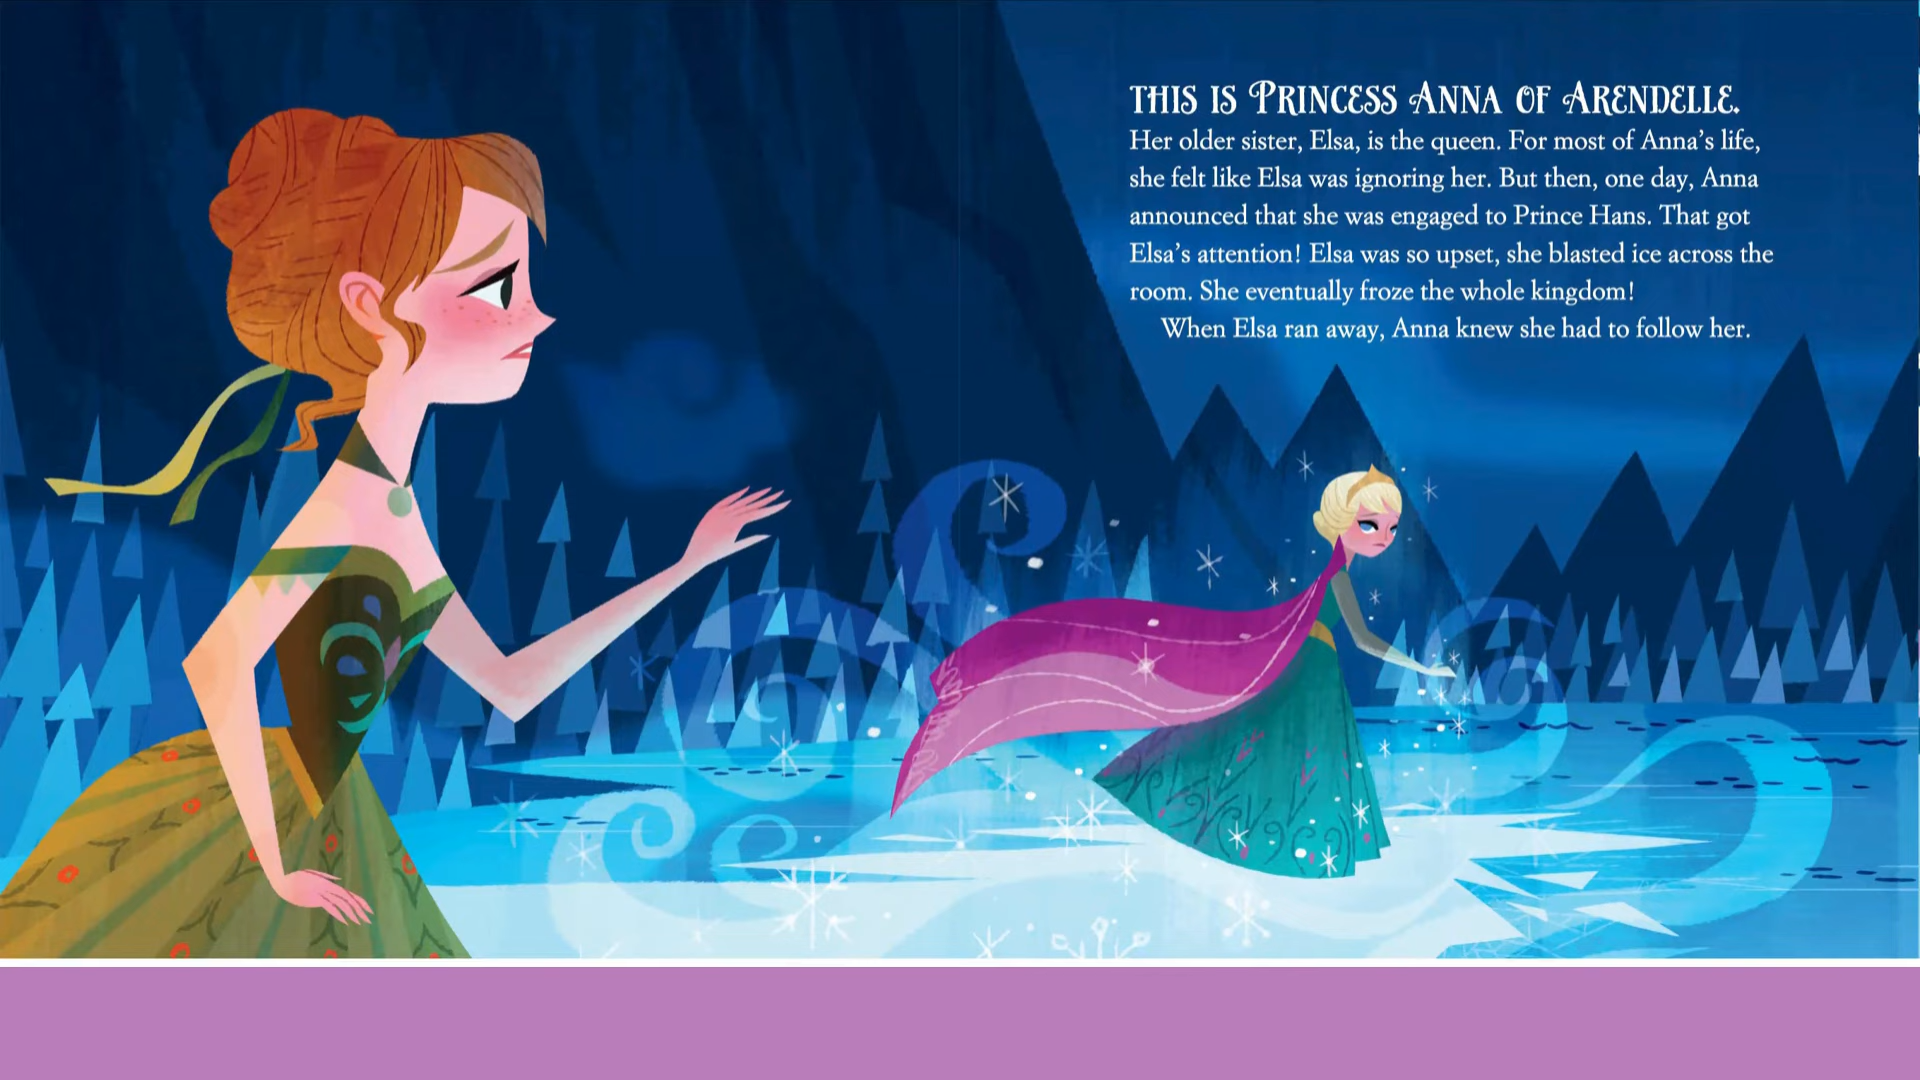 THIS IS PRINCESS ANNA OF ARENDELLE.
Her older sister, Elsa, is the queen. For most of Anna’s life,
she felt like Elsa was ignoring her. But then, one day, Anna
announced that she was engaged to Prince Hans. That got
Elsa’s attention! Elsa was so upset, she blasted ice across the
room. She eventually froze the whole kingdom!
When Elsa ran away, Anna knew she had to follow her.